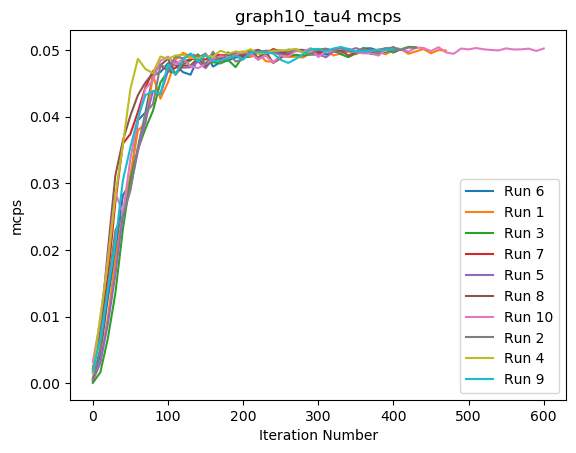 graph10_tau4 mcps
mcps
0.05
0.04
0.03
0.02
0.01
0.00
0
100
200
300
400
500
600
Iteration Number
Run 6
Run 1
Run 3
Run 7
Run 5
Run 8
Run 10
Run 2
Run 4
Run 9